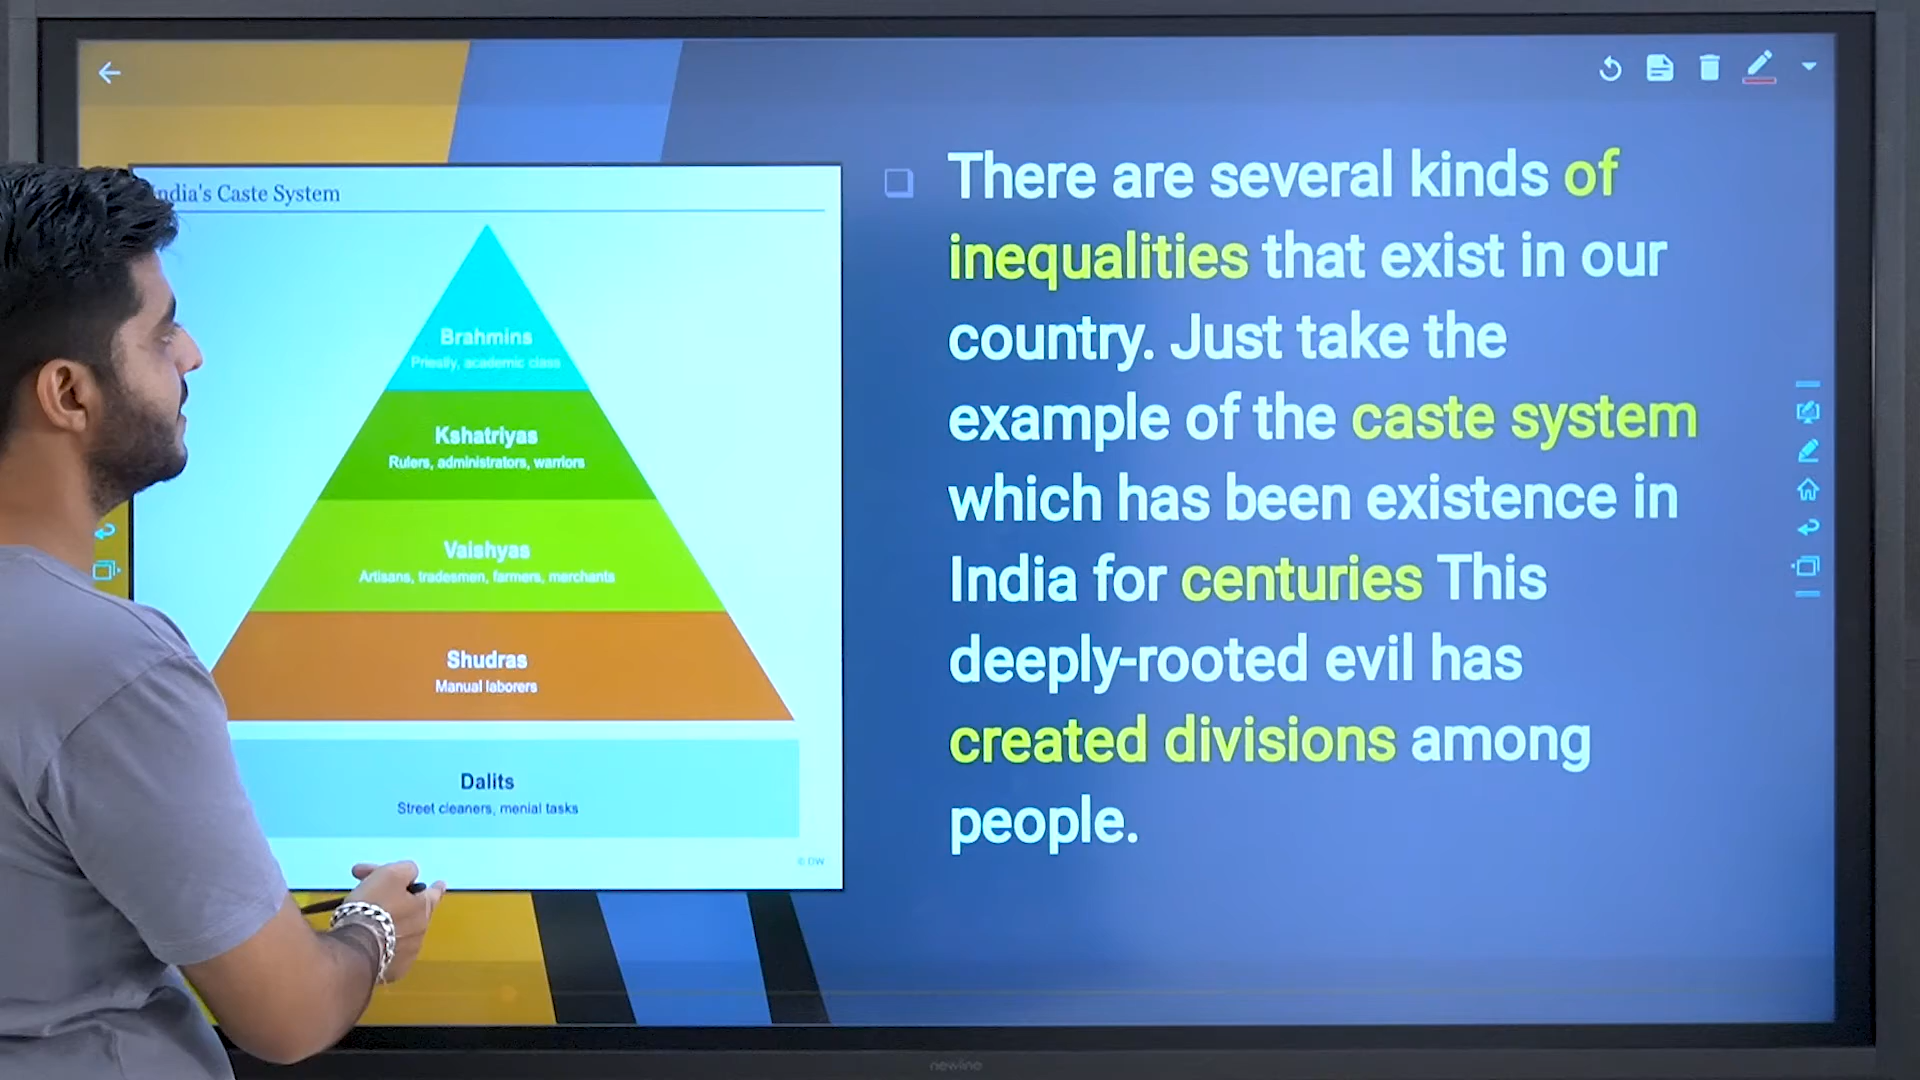 India's Caste System
Brahmins
Priestly, academic class
Kshatriyas
Rulers, administrators, warriors
Vaishyas
Artisans, tradesmen, farmers, merchants
Shudras
Manual laborers
Dalits
Street cleaners, menial tasks
© DW
There are several kinds of
inequalities that exist in our
country. Just take the
example of the caste system
which has been existence in
India for centuries This
deeply-rooted evil has
created divisions among
people.
newline